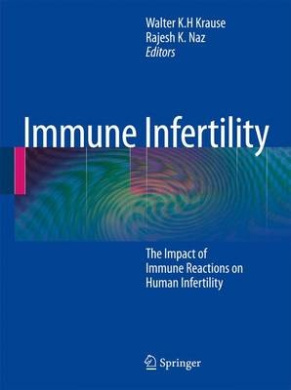 Walter K.H Krause
Rajesh K. Naz
Editors
Immune Infertility
The Impact of
Immune Reactions on
Human Infertility
Springer